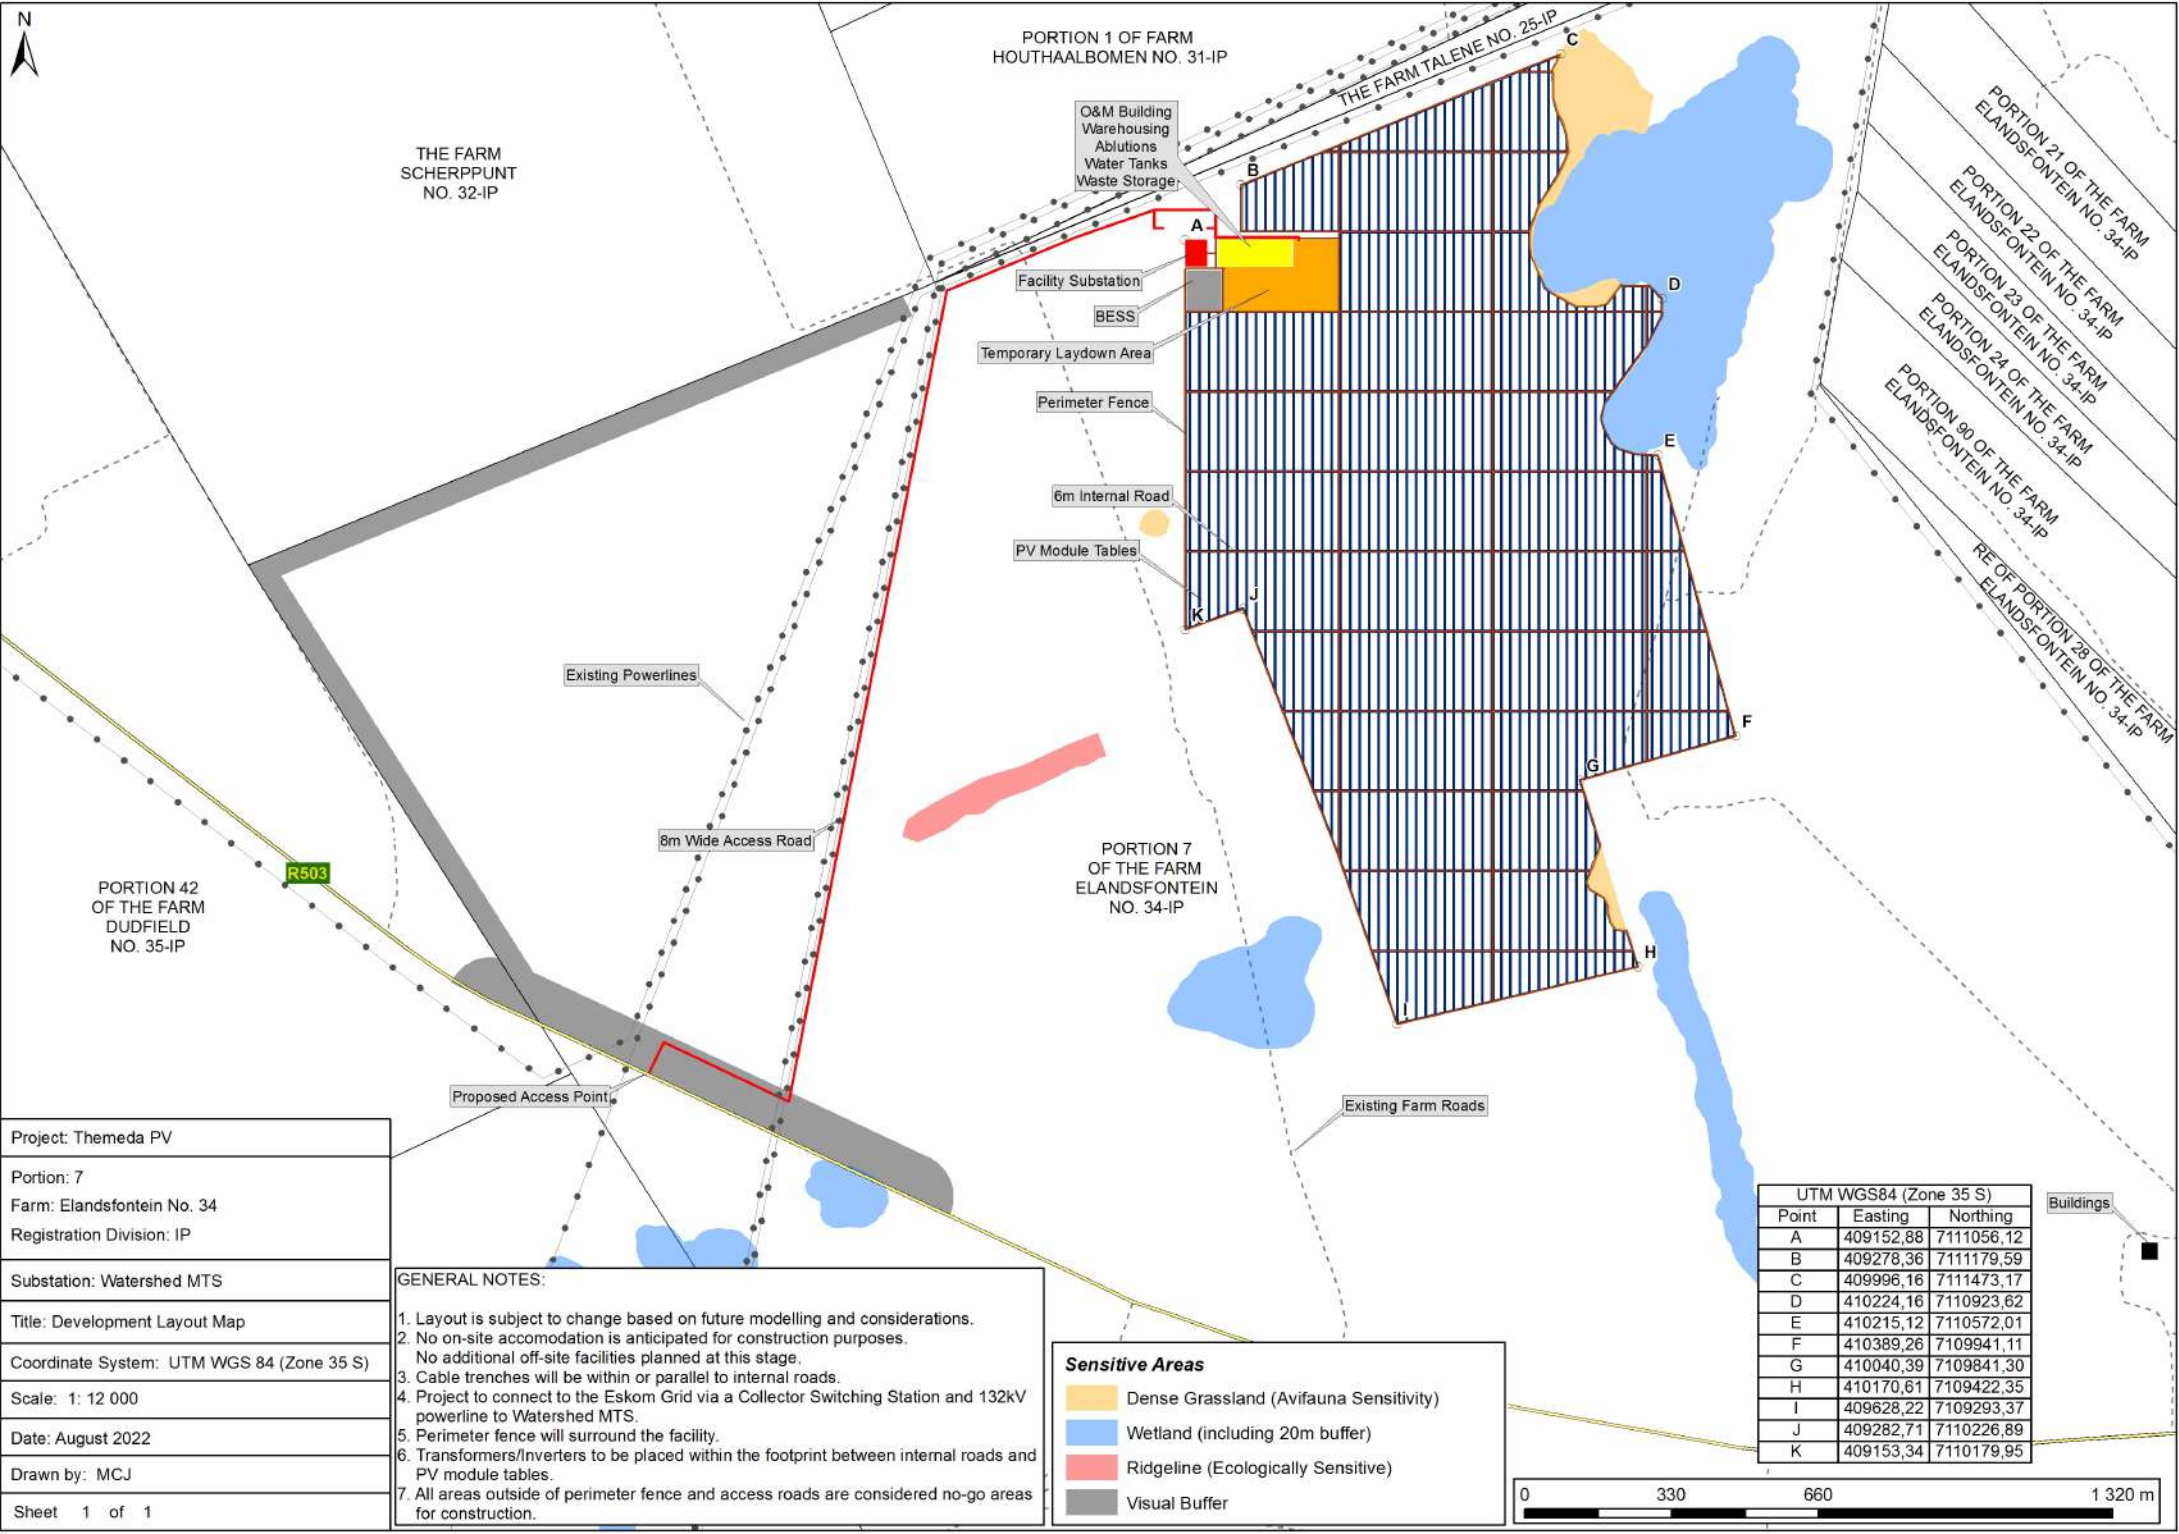 N
PORTION 1 OF FARM
HOUTHAALBOMEN NO. 31-IP
THE FARM TALENE NO. 25-IP
THE FARM
SCHERPPUNT
NO. 32-IP
O&M Building
Warehousing
Ablutions
Water Tanks
Waste Storage
A
B
C
D
E
F
G
H
I
J
K
Facility Substation
BESS
Temporary Laydown Area
Perimeter Fence
6m Internal Road
PV Module Tables
Existing Powerlines
8m Wide Access Road
Proposed Access Point
Existing Farm Roads
Buildings
R503
PORTION 42
OF THE FARM
DUDFIELD
NO. 35-IP
PORTION 7
OF THE FARM
ELANDSFONTEIN
NO. 34-IP
PORTION 21 OF THE FARM
ELANDSFONTEIN NO. 34-IP
PORTION 22 OF THE FARM
ELANDSFONTEIN NO. 34-IP
PORTION 23 OF THE FARM
ELANDSFONTEIN NO. 34-IP
PORTION 24 OF THE FARM
ELANDSFONTEIN NO. 34-IP
PORTION 90 OF THE FARM
ELANDSFONTEIN NO. 34-IP
RE OF PORTION 28 OF THE FARM
ELANDSFONTEIN NO. 34-IP
Project: Themeda PV
Portion: 7
Farm: Elandsfontein No. 34
Registration Division: IP
Substation: Watershed MTS
Title: Development Layout Map
Coordinate System: UTM WGS 84 (Zone 35 S)
Scale: 1: 12 000
Date: August 2022
Drawn by: MCJ
Sheet 1 of 1
GENERAL NOTES:
1. Layout is subject to change based on future modelling and considerations.
2. No on-site accomodation is anticipated for construction purposes.
No additional off-site facilities planned at this stage.
3. Cable trenches will be within or parallel to internal roads.
4. Project to connect to the Eskom Grid via a Collector Switching Station and 132kV
powerline to Watershed MTS.
5. Perimeter fence will surround the facility.
6. Transformers/Inverters to be placed within the footprint between internal roads and
PV module tables.
7. All areas outside of perimeter fence and access roads are considered no-go areas
for construction.
Sensitive Areas
Dense Grassland (Avifauna Sensitivity)
Wetland (including 20m buffer)
Ridgeline (Ecologically Sensitive)
Visual Buffer
UTM WGS84 (Zone 35 S)
Point Easting Northing
A 409152,88 7111056,12
B 409278,36 7111179,59
C 409996,16 7111473,17
D 410224,16 7110923,62
E 410215,12 7110572,01
F 410389,26 7109941,11
G 410040,39 7109841,30
H 410170,61 7109422,35
I 409628,22 7109293,37
J 409282,71 7110226,89
K 409153,34 7110179,95
0 330 660 1 320 m